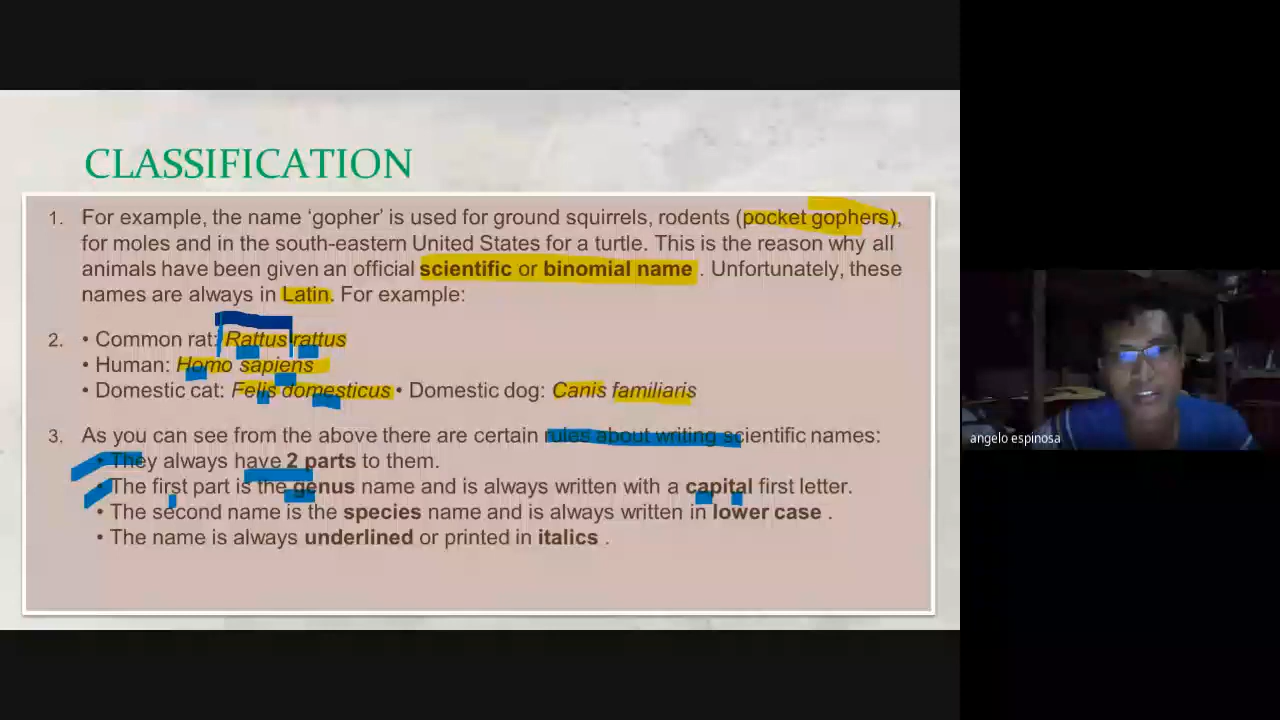 CLASSIFICATION
1. For example, the name ‘gopher’ is used for ground squirrels, rodents (pocket gophers),
for moles and in the south-eastern United States for a turtle. This is the reason why all
animals have been given an official scientific or binomial name . Unfortunately, these
names are always in Latin. For example:
2. • Common rat: Rattus rattus
• Human: Homo sapiens
• Domestic cat: Felis domesticus • Domestic dog: Canis familiaris
3. As you can see from the above there are certain rules about writing scientific names:
• They always have 2 parts to them.
• The first part is the genus name and is always written with a capital first letter.
• The second name is the species name and is always written in lower case .
• The name is always underlined or printed in italics .
angelo espinosa